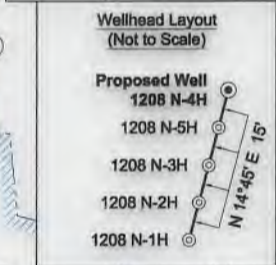 Wellhead Layout
(Not to Scale)
Proposed Well
1208 N-4H
1208 N-5H
1208 N-3H
1208 N-2H
1208 N-1H
N 14°45' E 15'